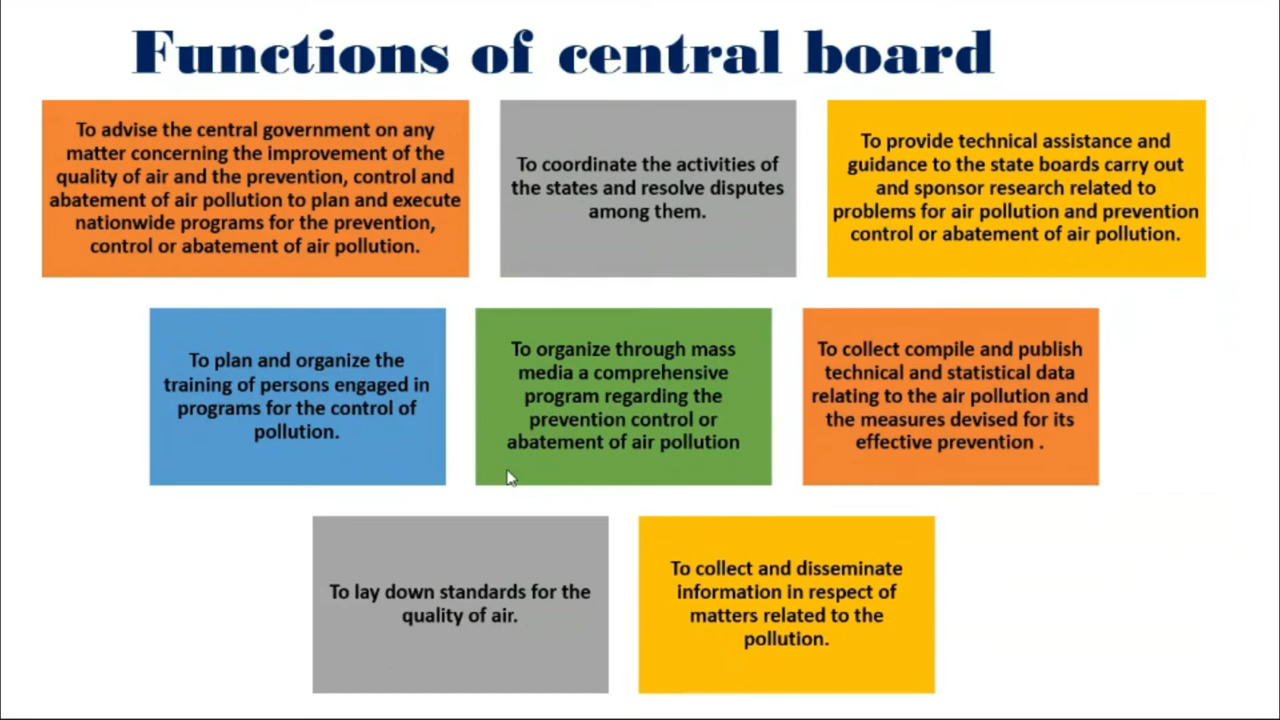 Functions of central board
To advise the central government on any
matter concerning the improvement of the
quality of air and the prevention, control and
abatement of air pollution to plan and execute
nationwide programs for the prevention,
control or abatement of air pollution.
To coordinate the activities of
the states and resolve disputes
among them.
To provide technical assistance and
guidance to the state boards carry out
and sponsor research related to
problems for air pollution and prevention
control or abatement of air pollution.
To plan and organize the
training of persons engaged in
programs for the control of
pollution.
To organize through mass
media a comprehensive
program regarding the
prevention control or
abatement of air pollution
To collect compile and publish
technical and statistical data
relating to the air pollution and
the measures devised for its
effective prevention .
To lay down standards for the
quality of air.
To collect and disseminate
information in respect of
matters related to the
pollution.